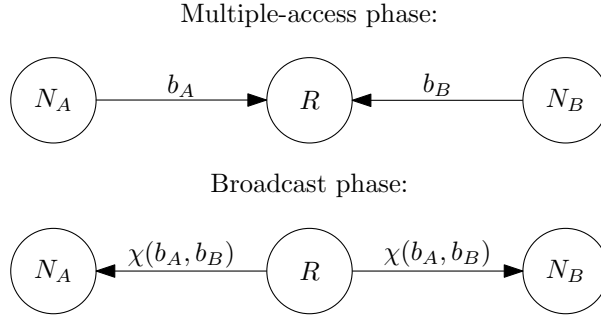 Multiple-access phase:
N_A b_A R b_B N_B
Broadcast phase:
N_A χ(b_A, b_B) R χ(b_A, b_B) N_B